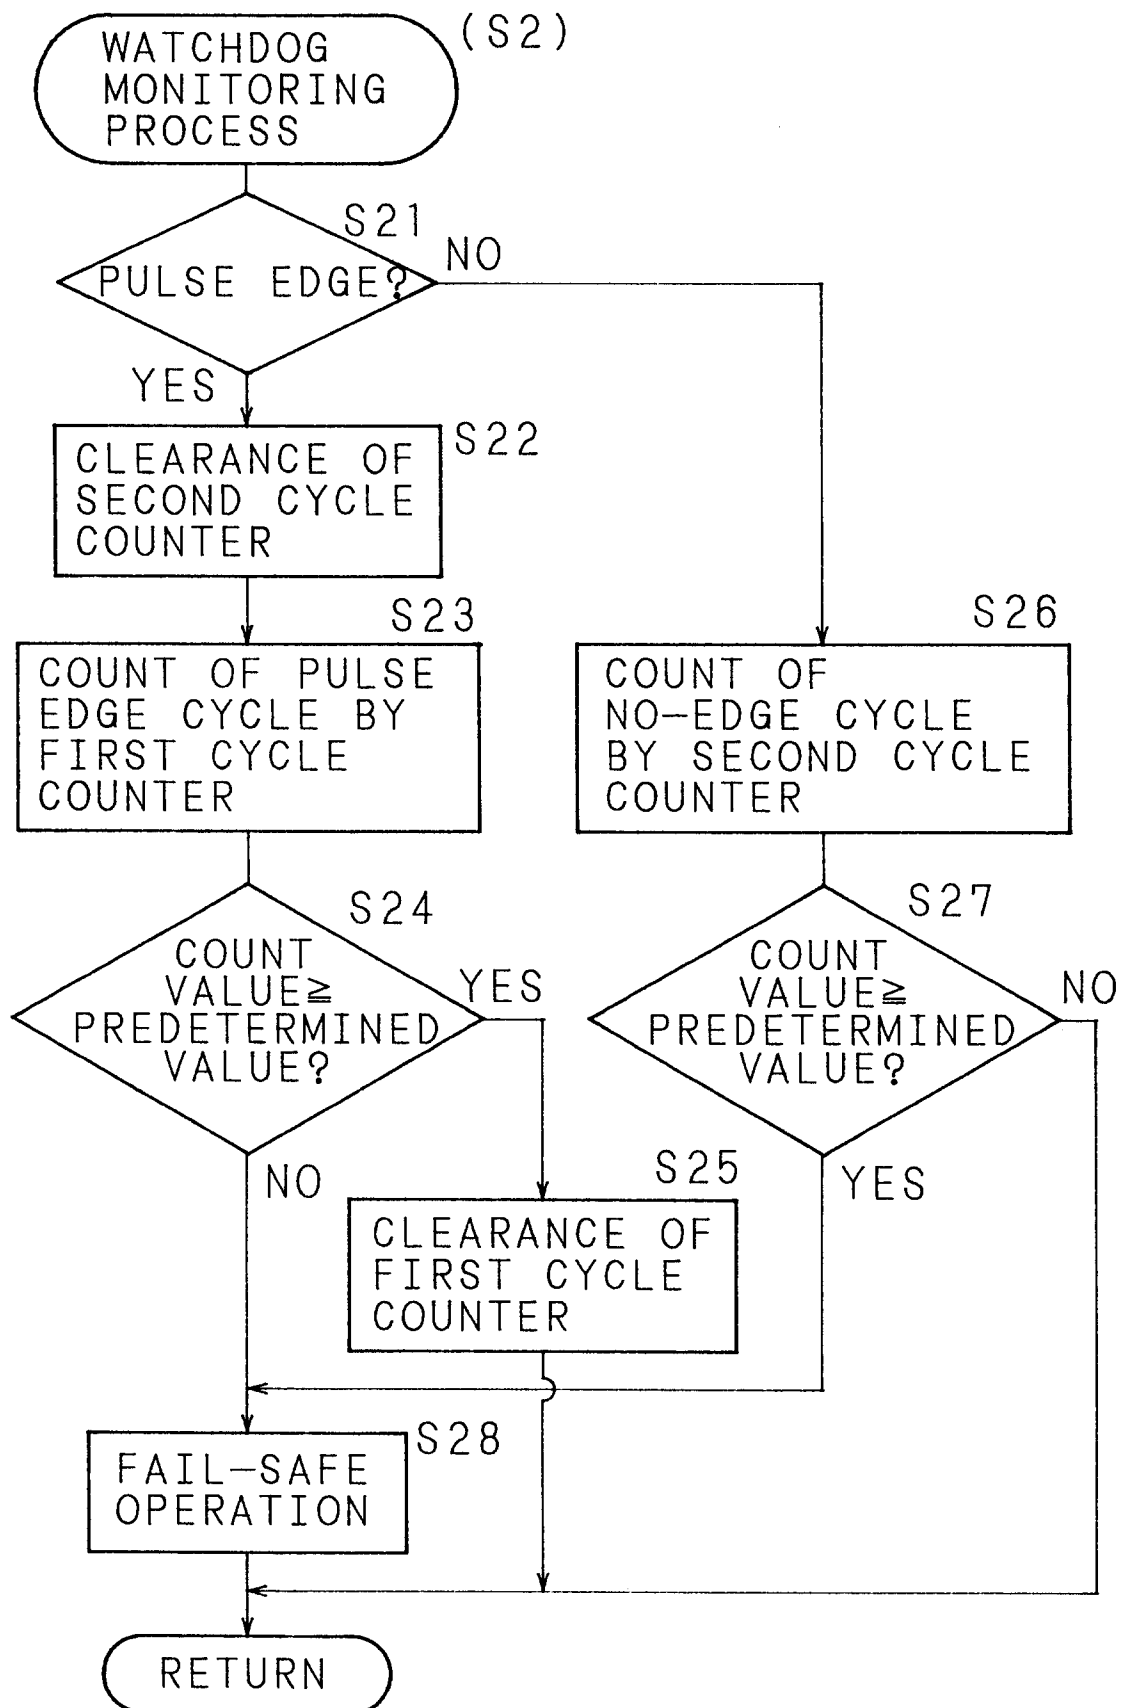 (S2)
WATCHDOG
MONITORING
PROCESS
S21
PULSE EDGE?
NO
YES
S22
CLEARANCE OF
SECOND CYCLE
COUNTER
S23
COUNT OF PULSE
EDGE CYCLE BY
FIRST CYCLE
COUNTER
S26
COUNT OF
NO-EDGE CYCLE
BY SECOND CYCLE
COUNTER
S24
COUNT
VALUE≧
PREDETERMINED
VALUE?
YES
NO
S27
COUNT
VALUE≧
PREDETERMINED
VALUE?
NO
YES
S25
CLEARANCE OF
FIRST CYCLE
COUNTER
S28
FAIL-SAFE
OPERATION
RETURN